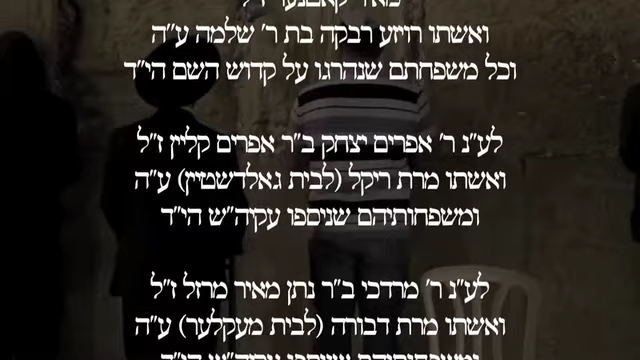 ואשתו רויזע רבקה בת ר' שלמה ע"ה
וכל משפחתם שנהרגו על קדוש השם הי"ד
לע"נ ר' אפרים יצחק ב"ר אפרים קליין ז"ל
ואשתו מרת ריקל (לבית גאלדשטיין) ע"ה
ומשפחותיהם שניספו עקיה"ש הי"ד
לע"נ ר' מרדכי ב"ר נתן מאיר מרזל ז"ל
ואשתו מרת דבורה (לבית מעקלער) ע"ה